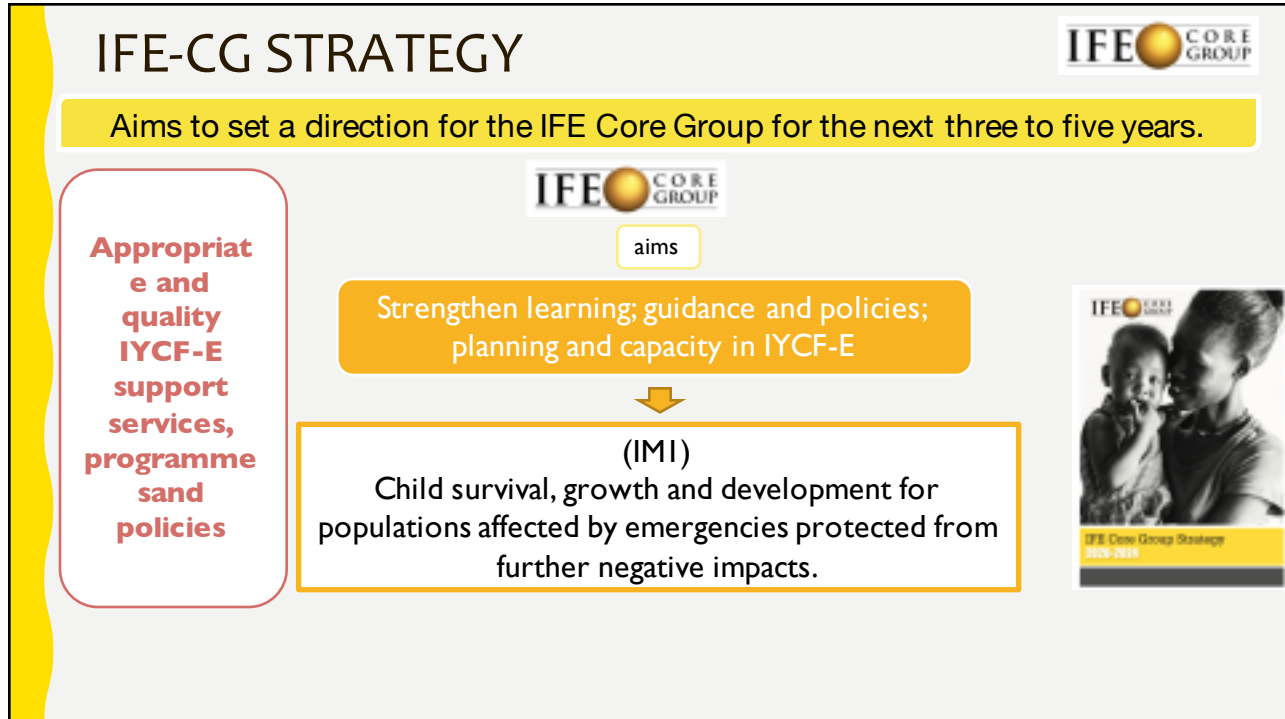 IFE-CG STRATEGY
IFE CORE GROUP
Aims to set a direction for the IFE Core Group for the next three to five years.
Appropriat
e and
quality
IYCF-E
support
services,
programme
sand
policies
IFE CORE GROUP
aims
Strengthen learning; guidance and policies;
planning and capacity in IYCF-E
(IM1)
Child survival, growth and development for
populations affected by emergencies protected from
further negative impacts.
IFE CORE GROUP
IFE Core Group Strategy